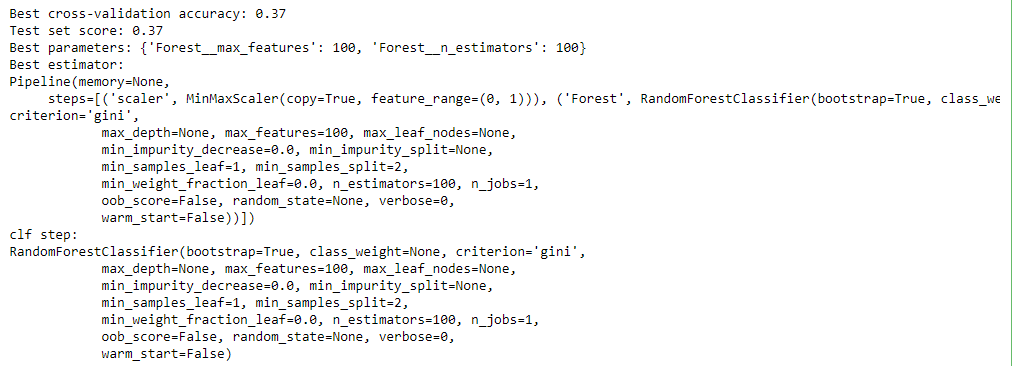 Best cross-validation accuracy: 0.37
Test set score: 0.37
Best parameters: {'Forest__max_features': 100, 'Forest__n_estimators': 100}
Best estimator:
Pipeline(memory=None,
     steps=[('scaler', MinMaxScaler(copy=True, feature_range=(0, 1))), ('Forest', RandomForestClassifier(bootstrap=True, class_we
criterion='gini',
            max_depth=None, max_features=100, max_leaf_nodes=None,
            min_impurity_decrease=0.0, min_impurity_split=None,
            min_samples_leaf=1, min_samples_split=2,
            min_weight_fraction_leaf=0.0, n_estimators=100, n_jobs=1,
            oob_score=False, random_state=None, verbose=0,
            warm_start=False))])
clf step:
RandomForestClassifier(bootstrap=True, class_weight=None, criterion='gini',
            max_depth=None, max_features=100, max_leaf_nodes=None,
            min_impurity_decrease=0.0, min_impurity_split=None,
            min_samples_leaf=1, min_samples_split=2,
            min_weight_fraction_leaf=0.0, n_estimators=100, n_jobs=1,
            oob_score=False, random_state=None, verbose=0,
            warm_start=False)